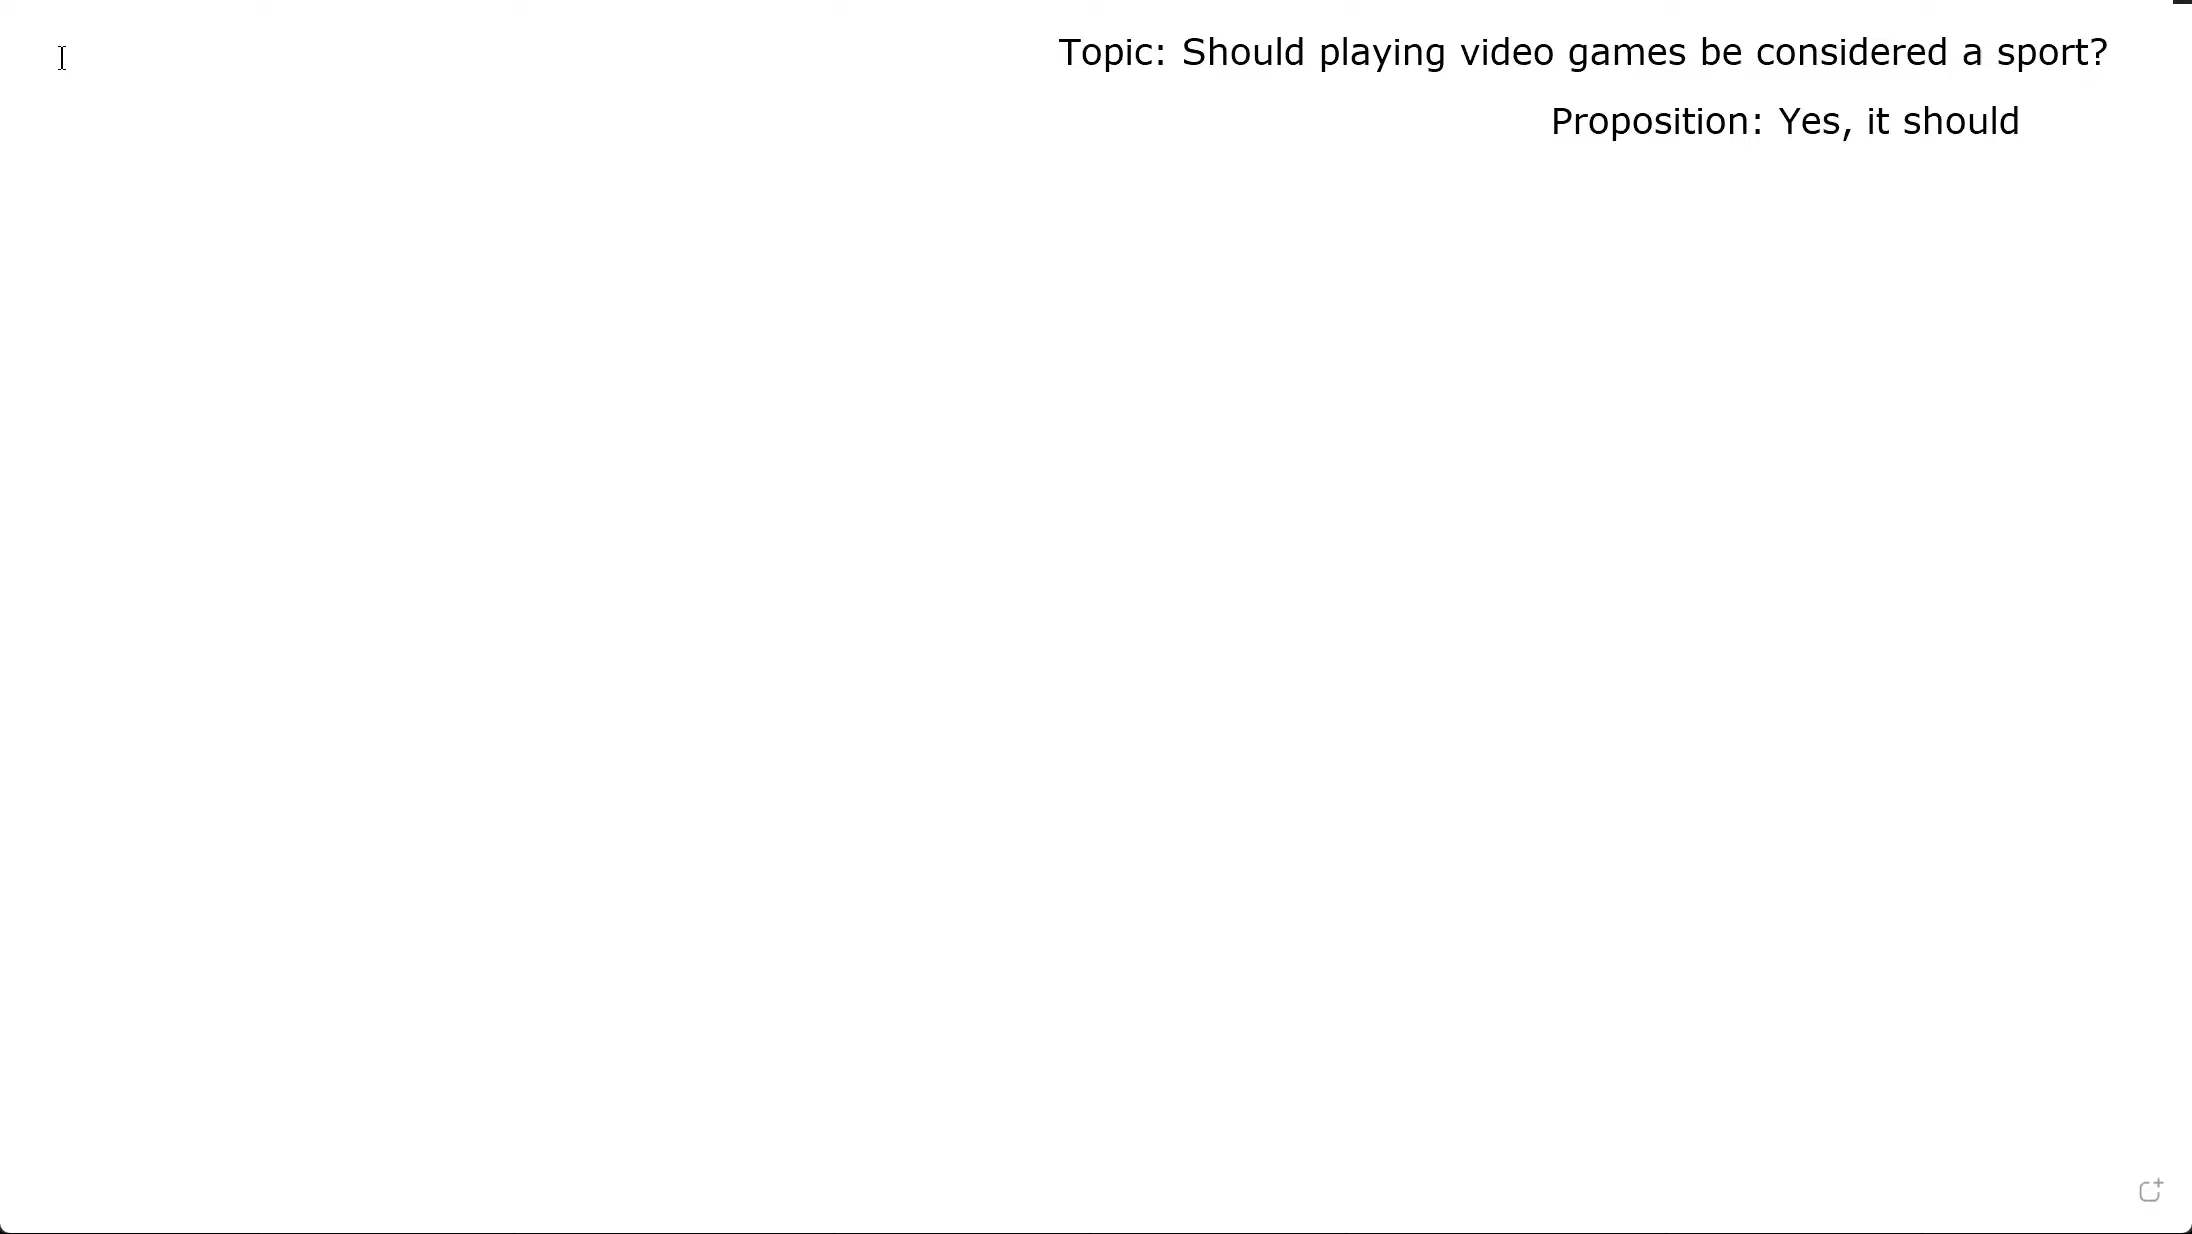 Topic: Should playing video games be considered a sport?
Proposition: Yes, it should